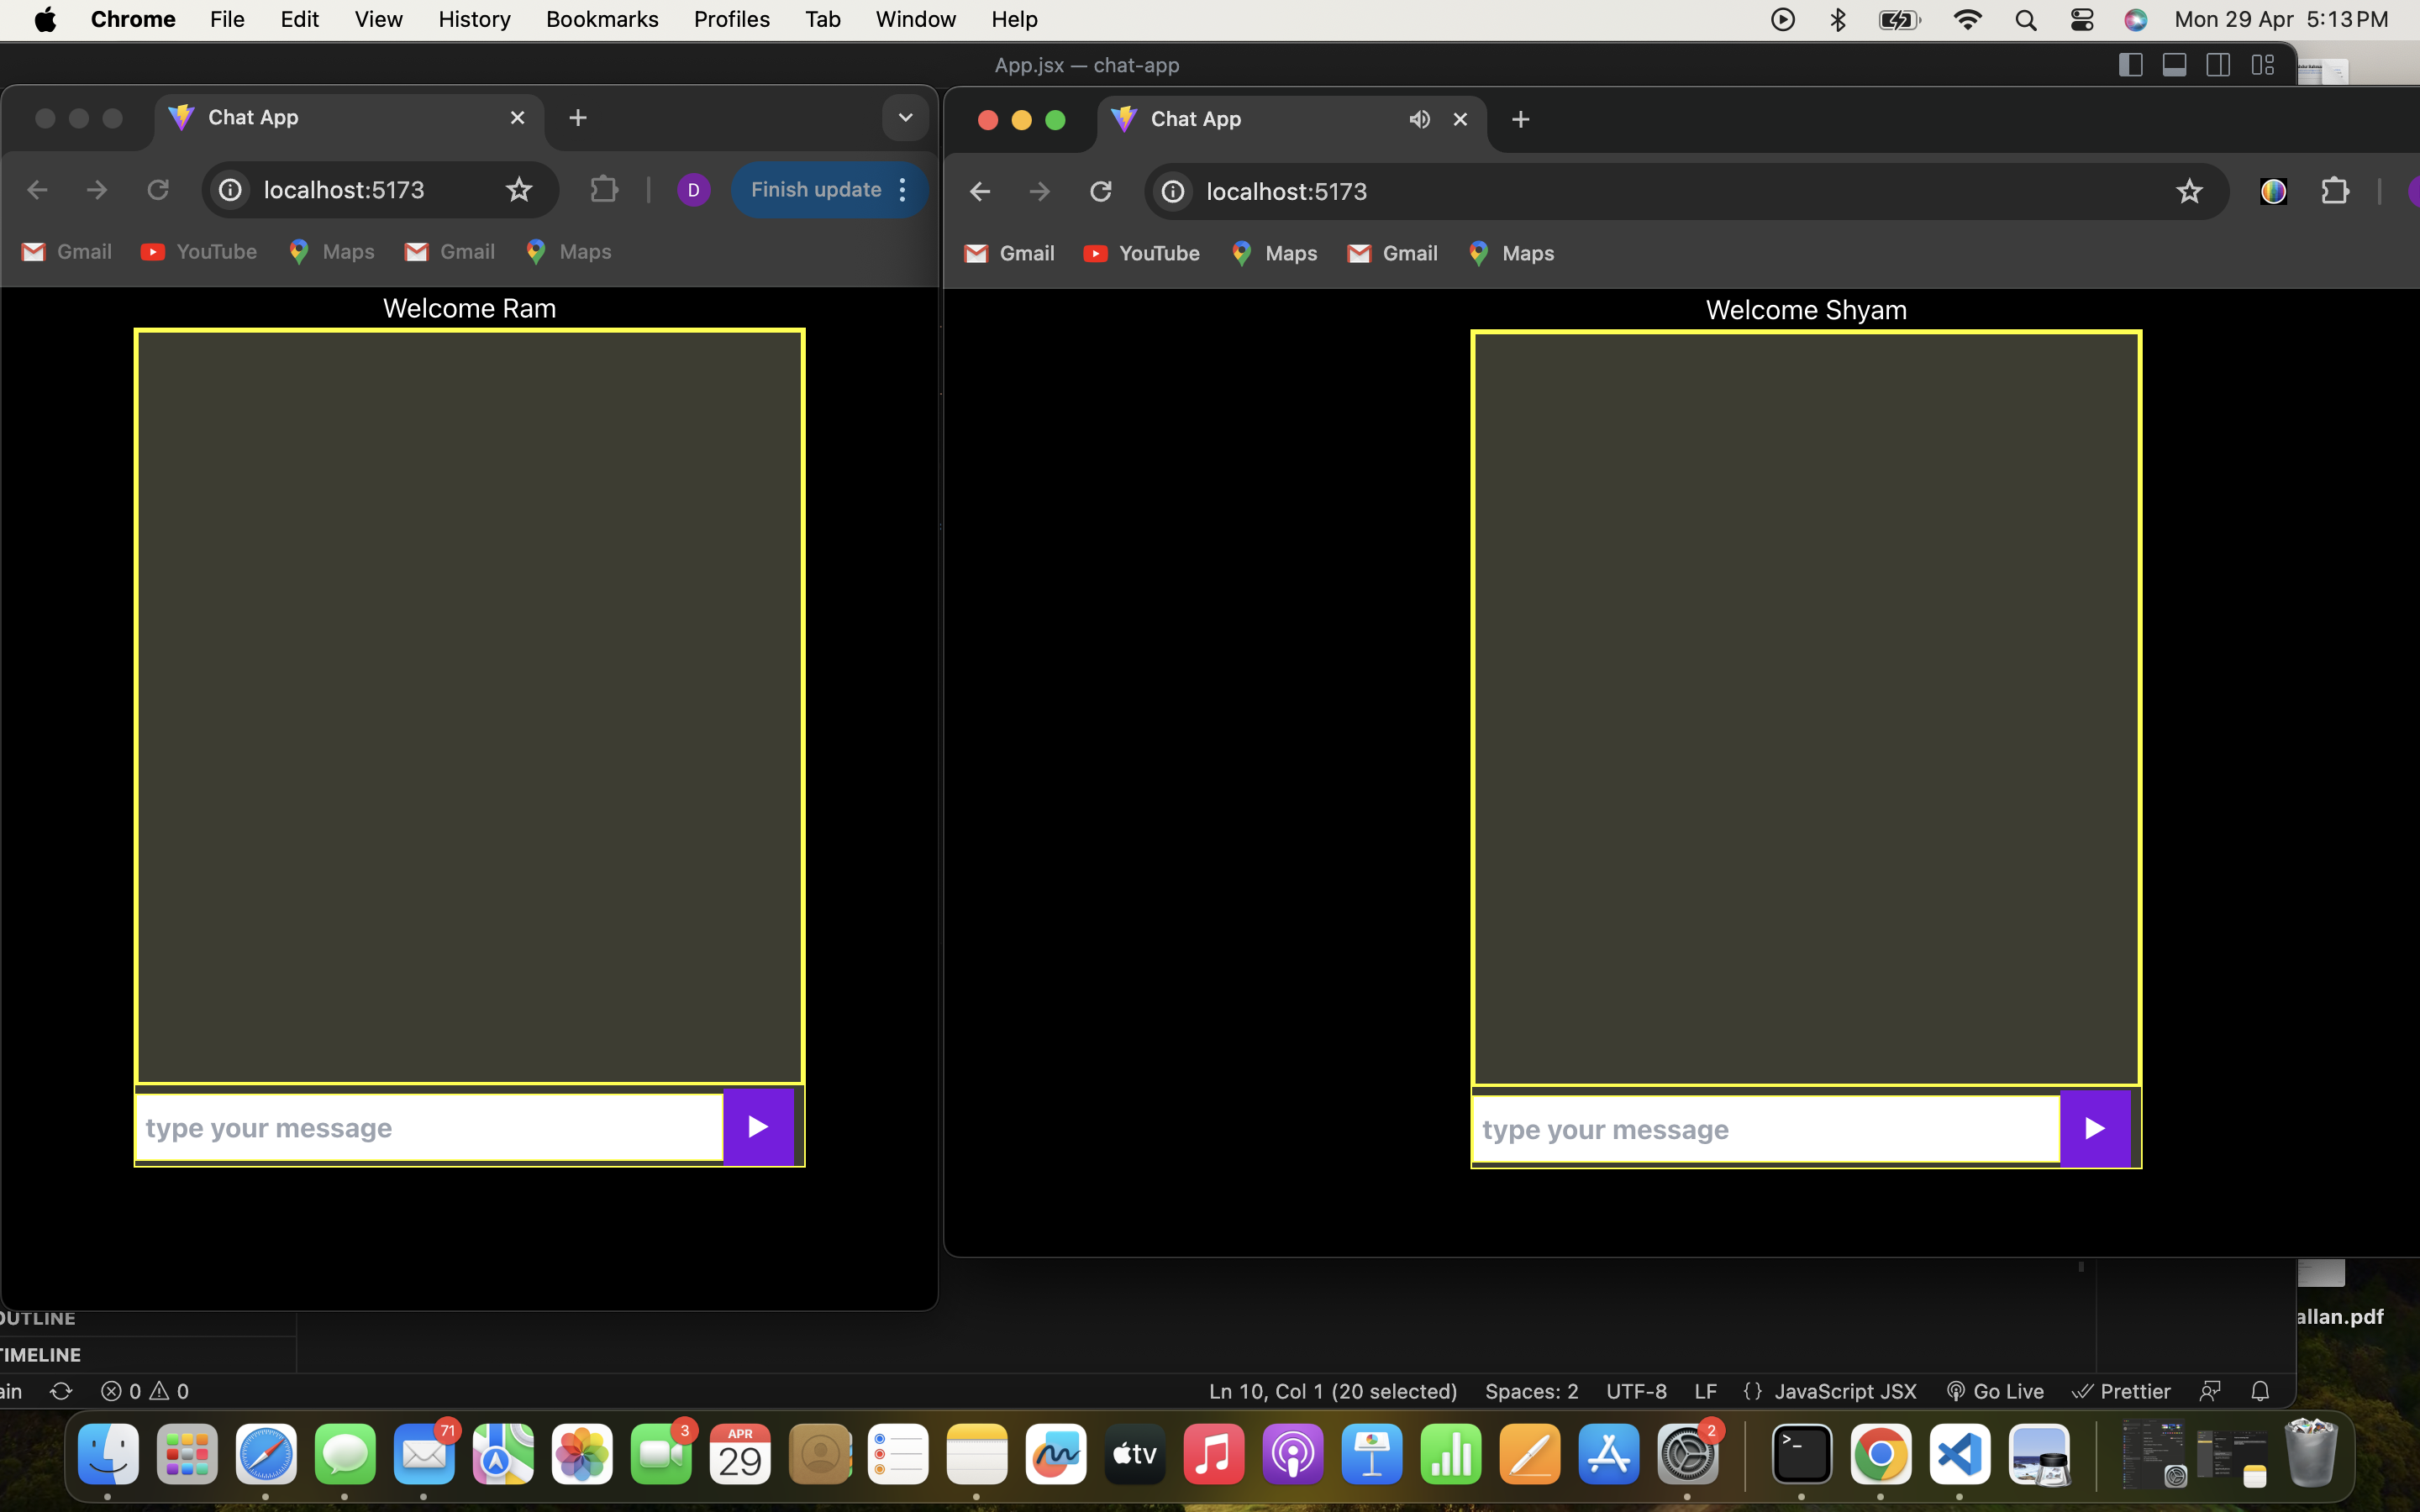 Chrome File Edit View History Bookmarks Profiles Tab Window Help Mon 29 Apr 5:13 PM
App.jsx — chat-app
Chat App
localhost:5173 D Finish update
Gmail YouTube Maps Gmail Maps
Welcome Ram
type your message
Chat App
localhost:5173
Gmail YouTube Maps Gmail Maps
Welcome Shyam
type your message
OUTLINE
TIMELINE
allan.pdf
ain 0 0 Ln 10, Col 1 (20 selected) Spaces: 2 UTF-8 LF {} JavaScript JSX Go Live Prettier
71 3 APR 29 tv 2 >_